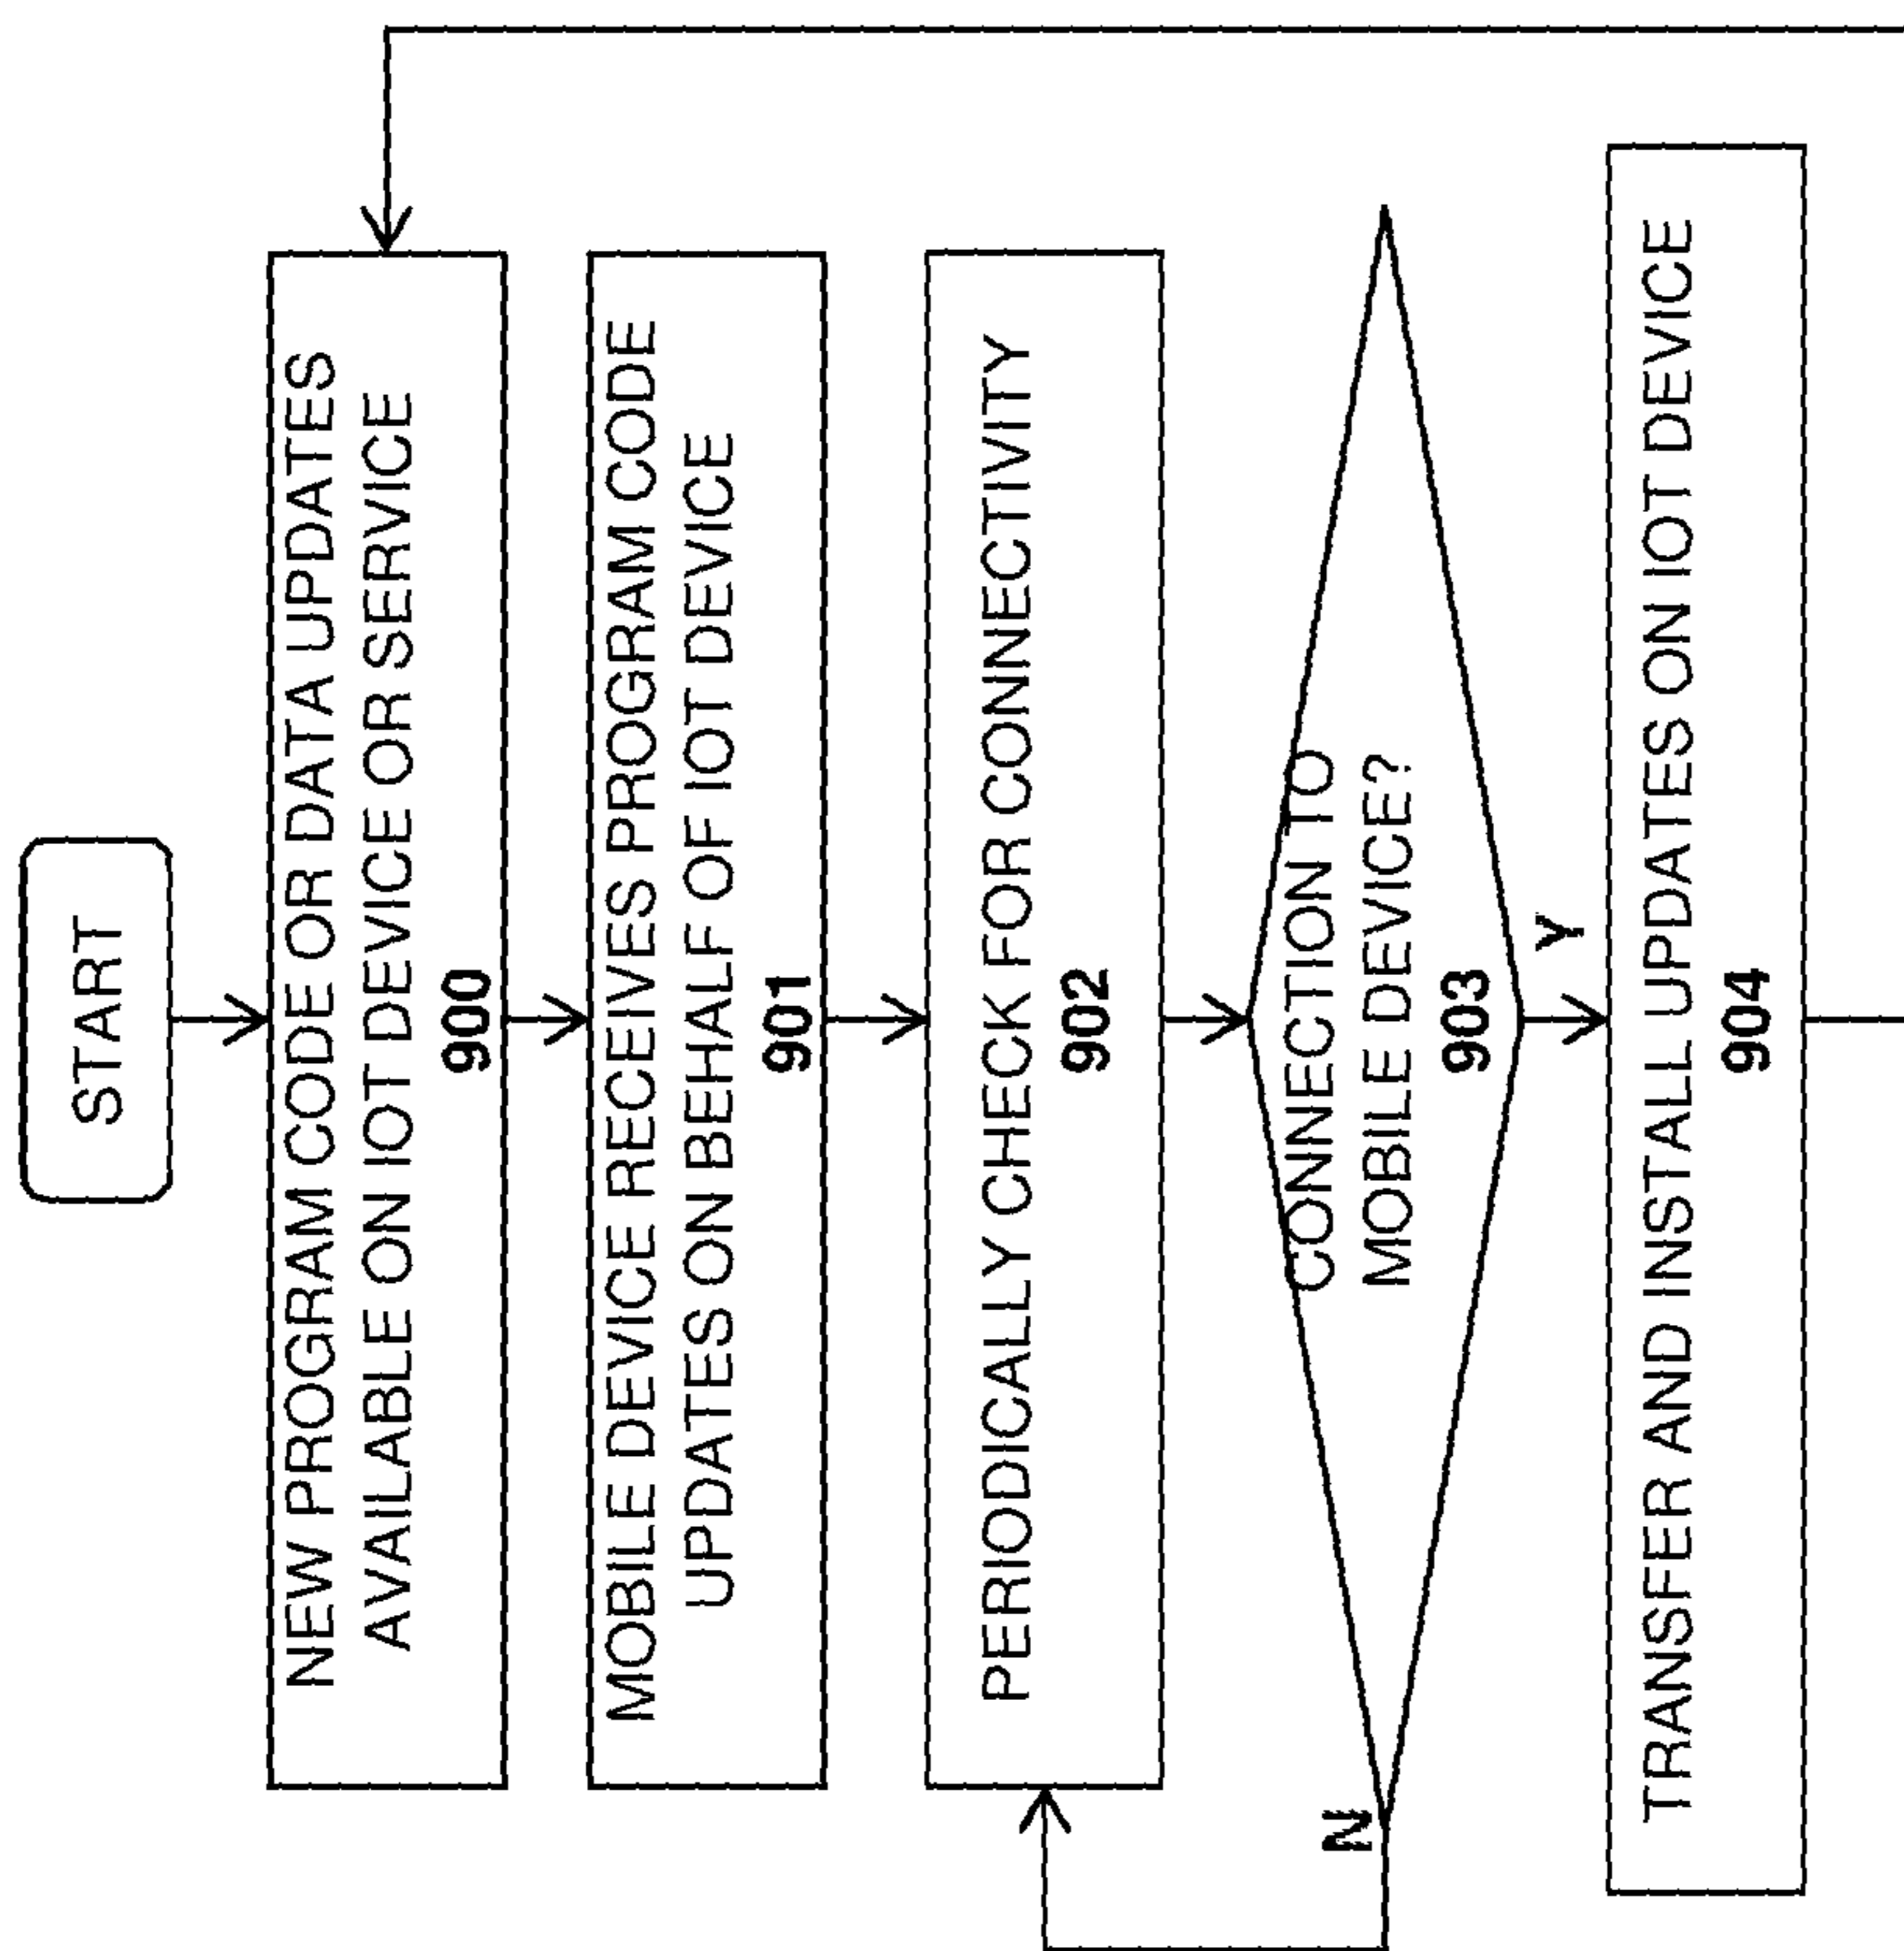 START
NEW PROGRAM CODE OR DATA UPDATES
AVAILABLE ON IOT DEVICE OR SERVICE
900
MOBILE DEVICE RECEIVES PROGRAM CODE
UPDATES ON BEHALF OF IOT DEVICE
901
PERIODICALLY CHECK FOR CONNECTIVITY
902
CONNECTION TO
MOBILE DEVICE?
903
N
Y
TRANSFER AND INSTALL UPDATES ON IOT DEVICE
904